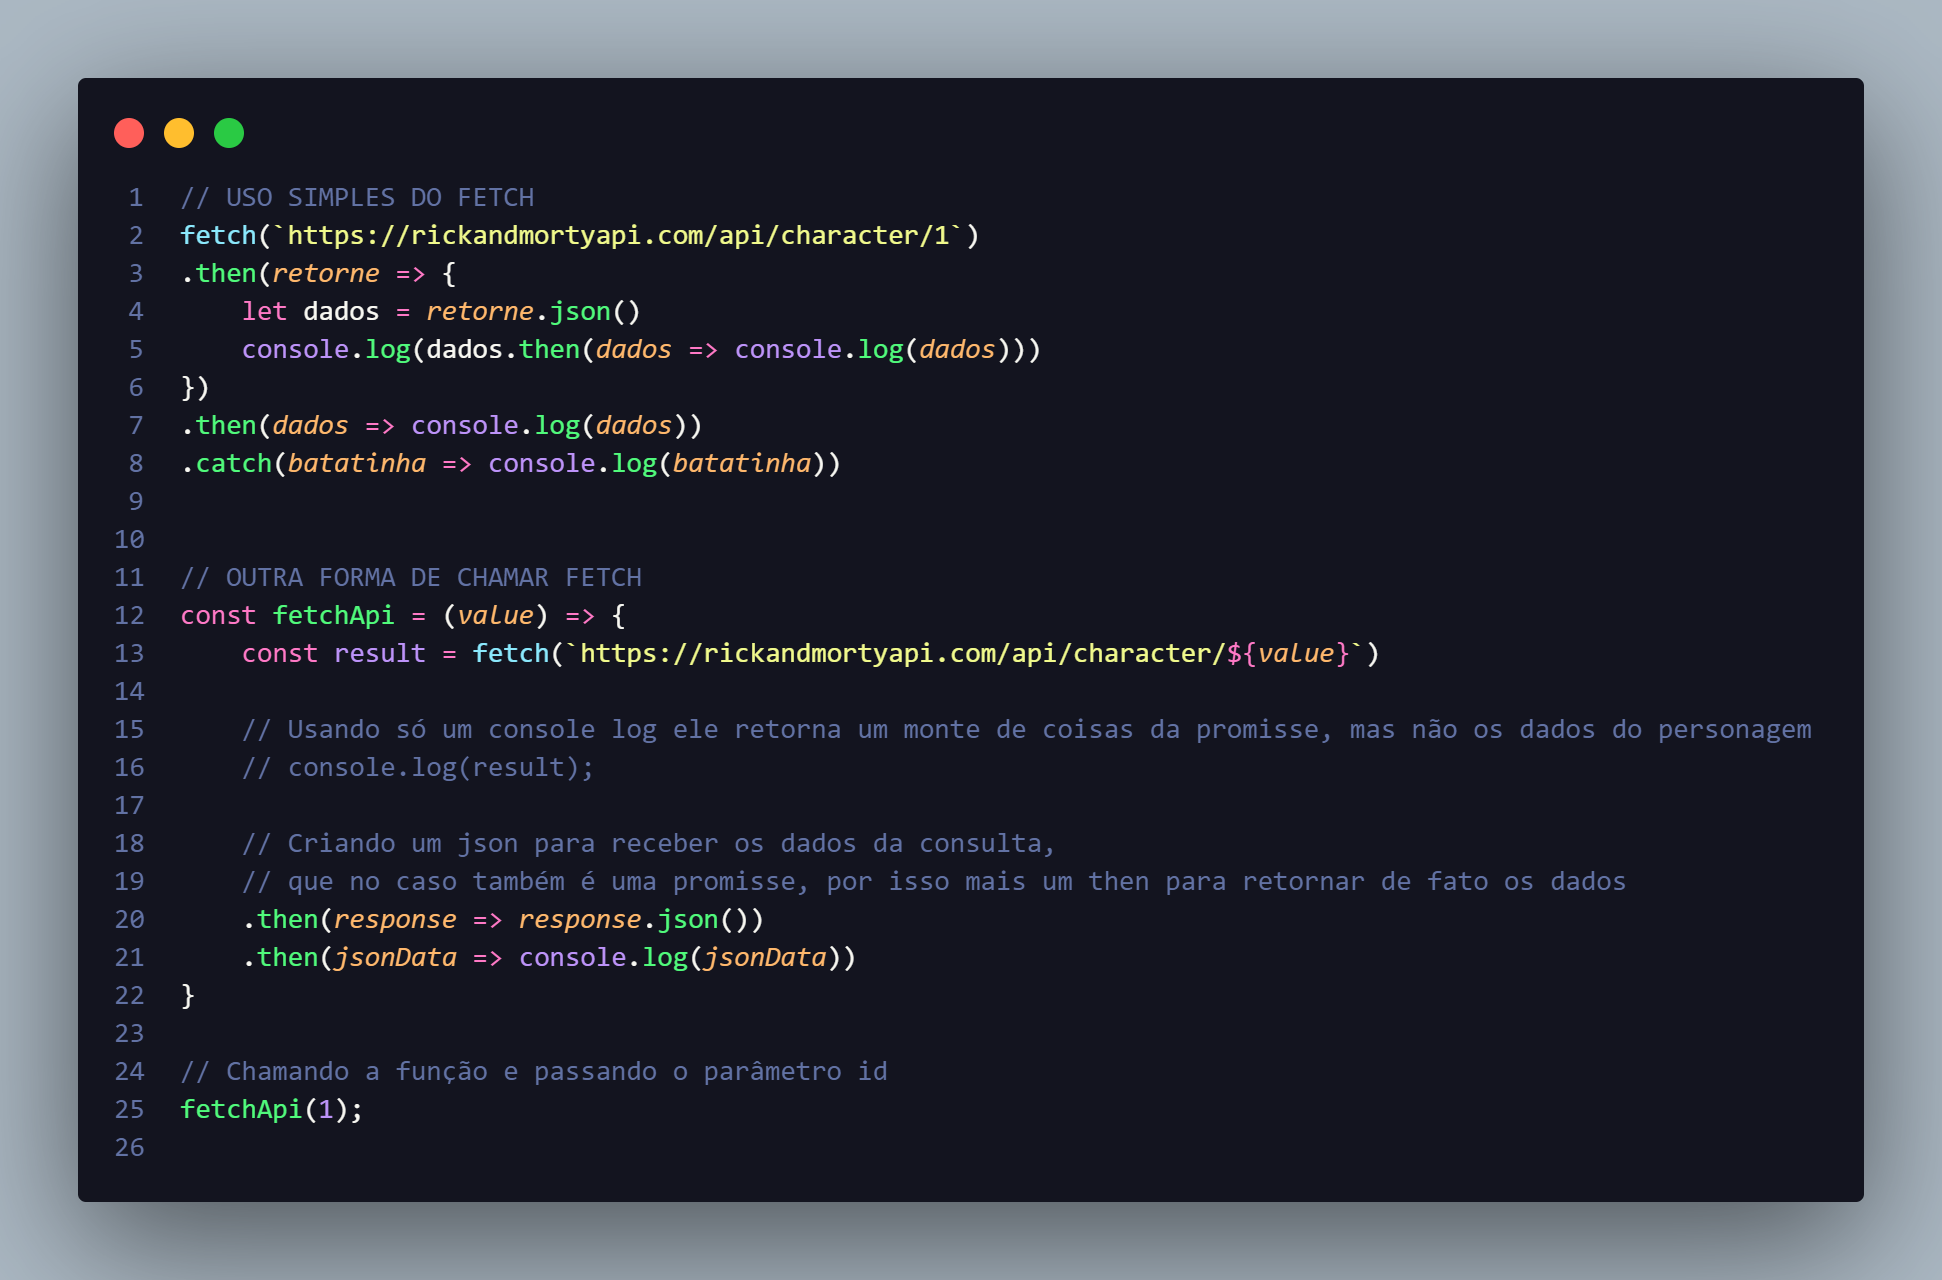 1 // USO SIMPLES DO FETCH
2 fetch(`https://rickandmortyapi.com/api/character/1`)
3 .then(retorne => {
4     let dados = retorne.json()
5     console.log(dados.then(dados => console.log(dados)))
6 })
7 .then(dados => console.log(dados))
8 .catch(batatinha => console.log(batatinha))
9
10
11 // OUTRA FORMA DE CHAMAR FETCH
12 const fetchApi = (value) => {
13     const result = fetch(`https://rickandmortyapi.com/api/character/${value}`)
14
15     // Usando só um console log ele retorna um monte de coisas da promisse, mas não os dados do personagem
16     // console.log(result);
17
18     // Criando um json para receber os dados da consulta,
19     // que no caso também é uma promisse, por isso mais um then para retornar de fato os dados
20     .then(response => response.json())
21     .then(jsonData => console.log(jsonData))
22 }
23
24 // Chamando a função e passando o parâmetro id
25 fetchApi(1);
26